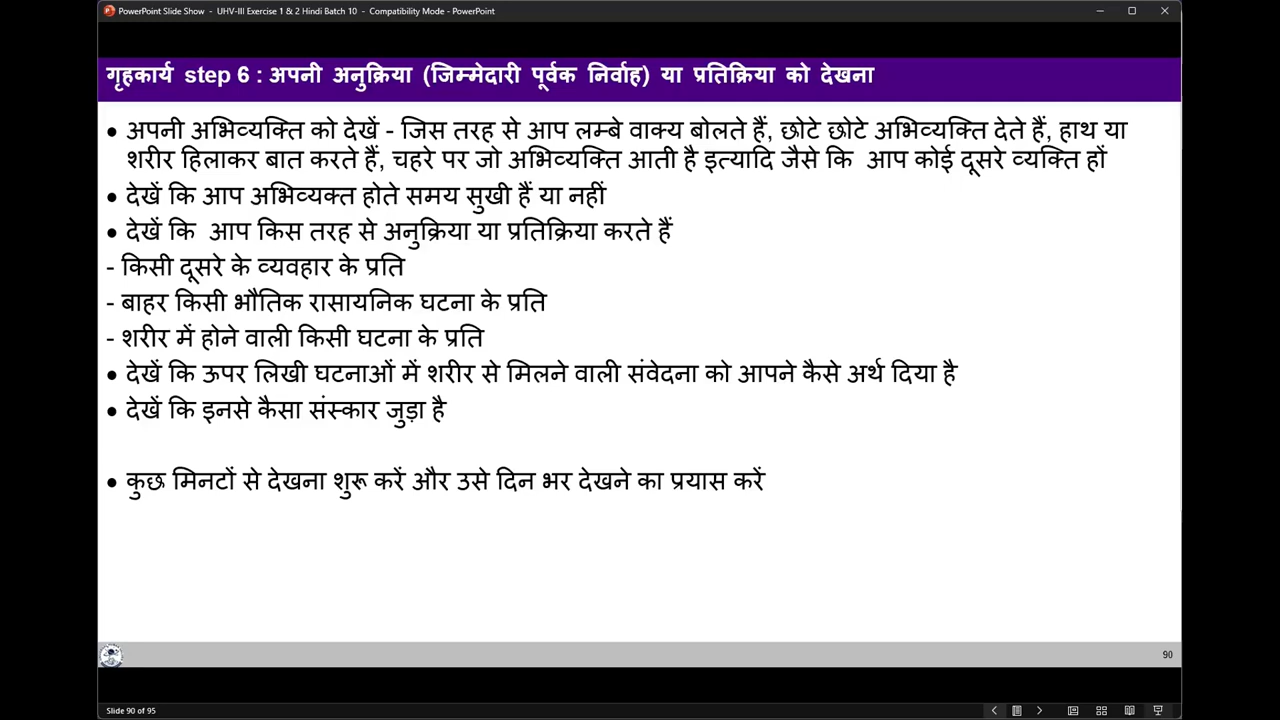 PowerPoint Slide Show - UHV-III Exercise 1 & 2 Hindi Batch 10 - Compatibility Mode - PowerPoint
गृहकार्य step 6 : अपनी अनुक्रिया (जिम्मेदारी पूर्वक निर्वाह) या प्रतिक्रिया को देखना
• अपनी अभिव्यक्ति को देखें - जिस तरह से आप लम्बे वाक्य बोलते हैं, छोटे छोटे अभिव्यक्ति देते हैं, हाथ या
शरीर हिलाकर बात करते हैं, चहरे पर जो अभिव्यक्ति आती है इत्यादि जैसे कि आप कोई दूसरे व्यक्ति हों
• देखें कि आप अभिव्यक्त होते समय सुखी हैं या नहीं
• देखें कि आप किस तरह से अनुक्रिया या प्रतिक्रिया करते हैं
- किसी दूसरे के व्यवहार के प्रति
- बाहर किसी भौतिक रासायनिक घटना के प्रति
- शरीर में होने वाली किसी घटना के प्रति
• देखें कि ऊपर लिखी घटनाओं में शरीर से मिलने वाली संवेदना को आपने कैसे अर्थ दिया है
• देखें कि इनसे कैसा संस्कार जुड़ा है
• कुछ मिनटों से देखना शुरू करें और उसे दिन भर देखने का प्रयास करें
90
Slide 90 of 95